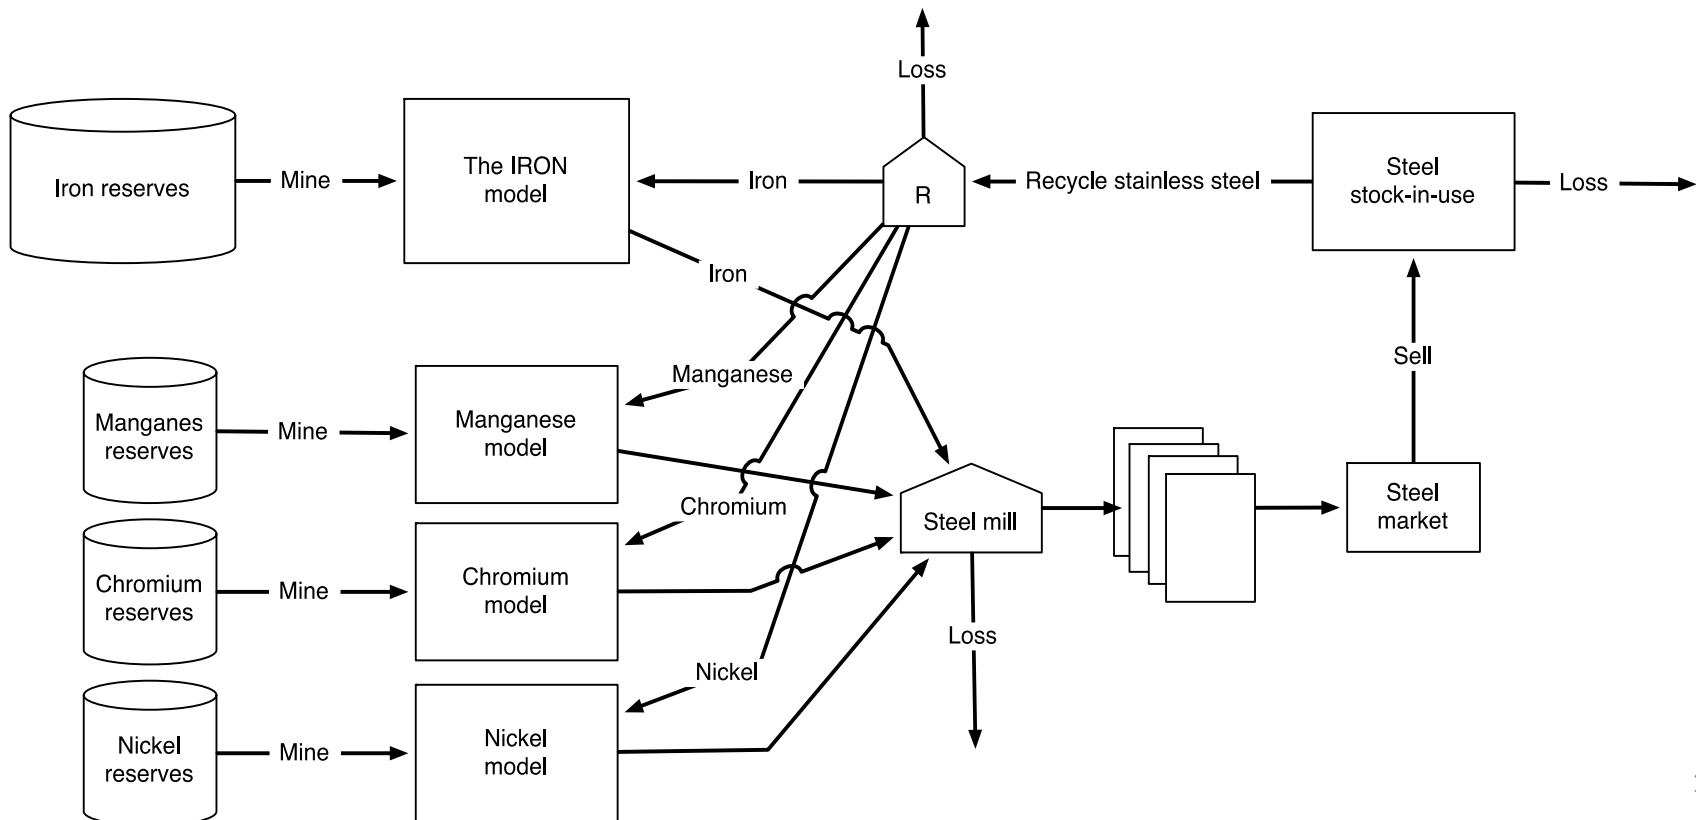 Loss
Iron reserves
Mine
The IRON
model
Iron
R
Recycle stainless steel
Steel
stock-in-use
Loss
Iron
Sell
Manganes
reserves
Mine
Manganese
model
Manganese
Chromium
reserves
Mine
Chromium
model
Chromium
Steel mill
Steel
market
Loss
Nickel
reserves
Mine
Nickel
model
Nickel